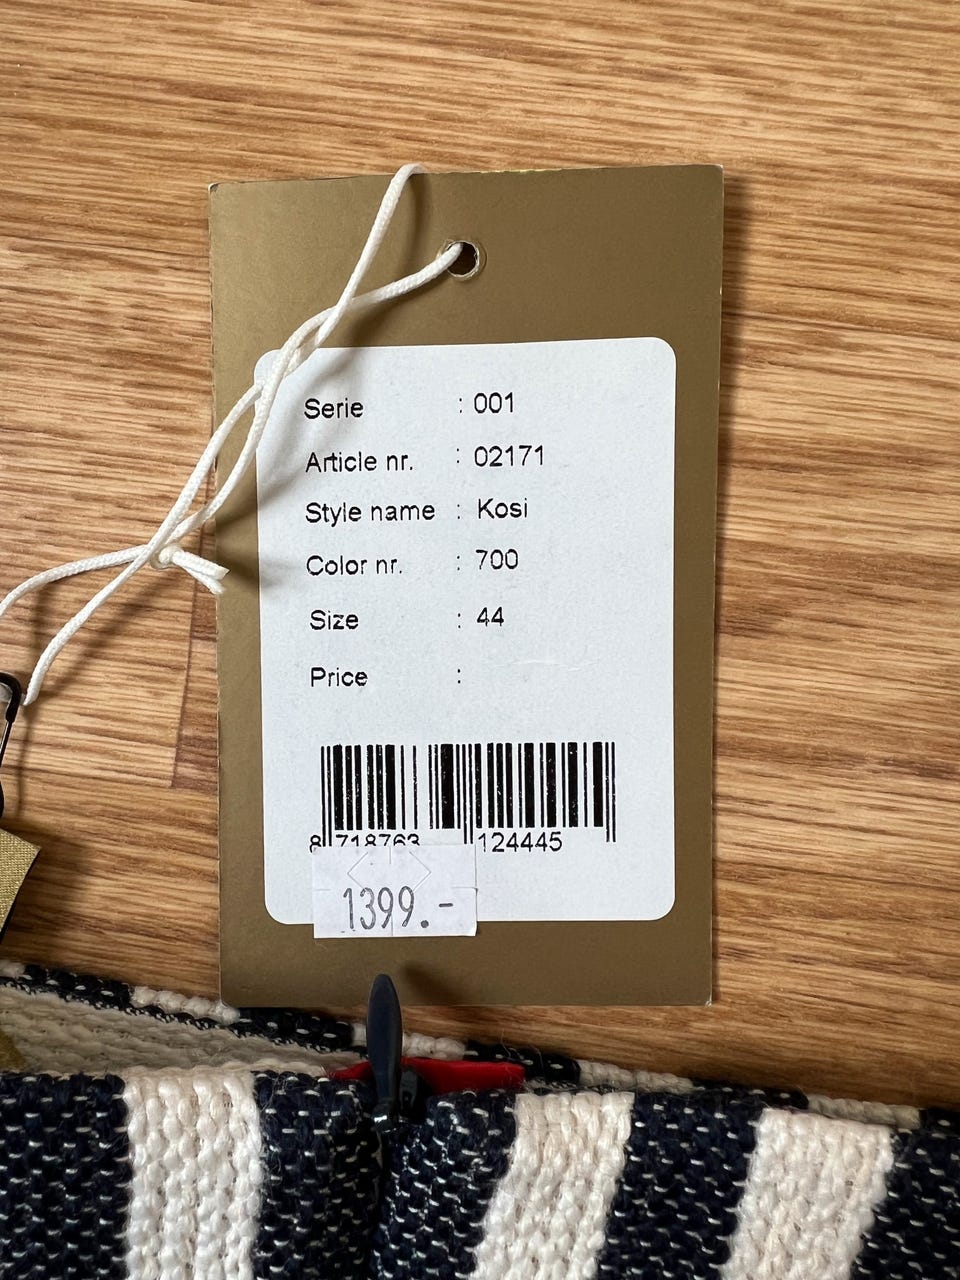 Serie : 001
Article nr. : 02171
Style name : Kosi
Color nr. : 700
Size : 44
Price :
8 718763 124445
1399.-